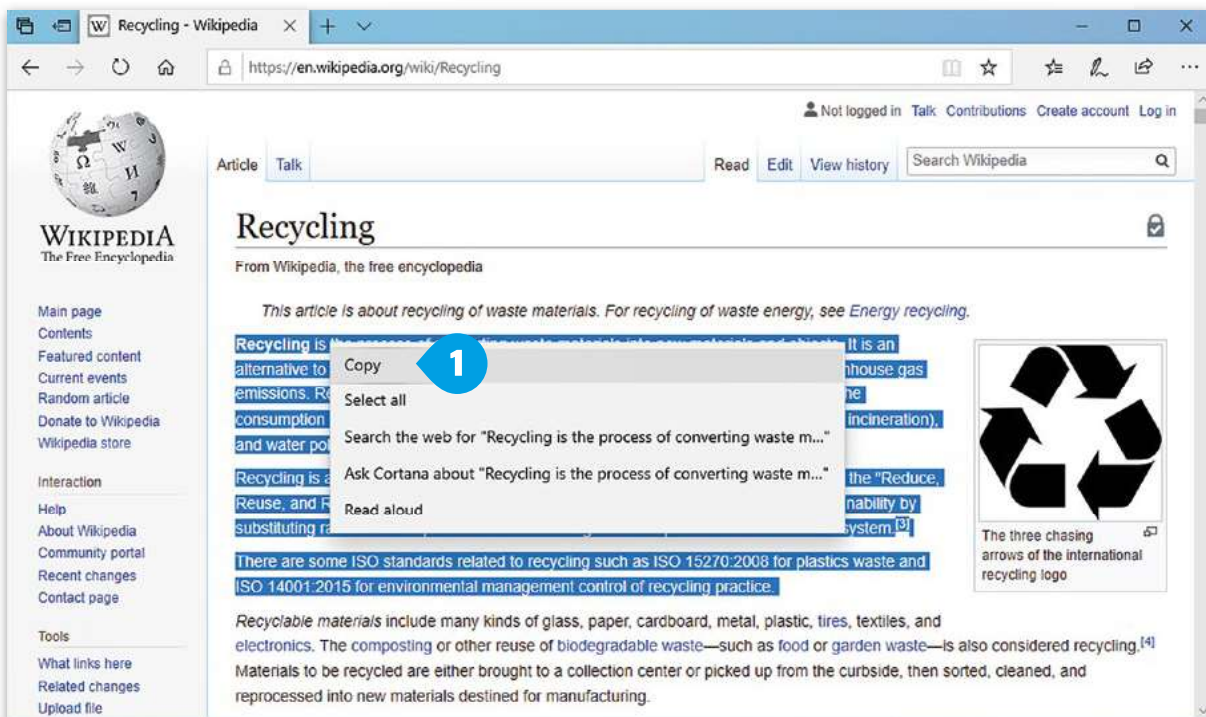 Recycling - Wikipedia
https://en.wikipedia.org/wiki/Recycling
Not logged in Talk Contributions Create account Log in
Article Talk
Read Edit View history Search Wikipedia
WIKIPEDIA
The Free Encyclopedia
Main page
Contents
Featured content
Current events
Random article
Donate to Wikipedia
Wikipedia store
Interaction
Help
About Wikipedia
Community portal
Recent changes
Contact page
Tools
What links here
Related changes
Upload file
Recycling
From Wikipedia, the free encyclopedia
This article is about recycling of waste materials. For recycling of waste energy, see Energy recycling.
Recycling is It is an
alternative to gas
emissions.
consumption incineration),
and water
Recycling is the "Reduce,
Reuse, and by
substituting [3]
There are some ISO standards related to recycling such as ISO 15270:2008 for plastics waste and
ISO 14001:2015 for environmental management control of recycling practice.
Copy
1
Select all
Search the web for "Recycling is the process of converting waste m..."
Ask Cortana about "Recycling is the process of converting waste m..."
Read aloud
The three chasing
arrows of the international
recycling logo
Recyclable materials include many kinds of glass, paper, cardboard, metal, plastic, tires, textiles, and
electronics. The composting or other reuse of biodegradable waste—such as food or garden waste—is also considered recycling.[4]
Materials to be recycled are either brought to a collection center or picked up from the curbside, then sorted, cleaned, and
reprocessed into new materials destined for manufacturing.